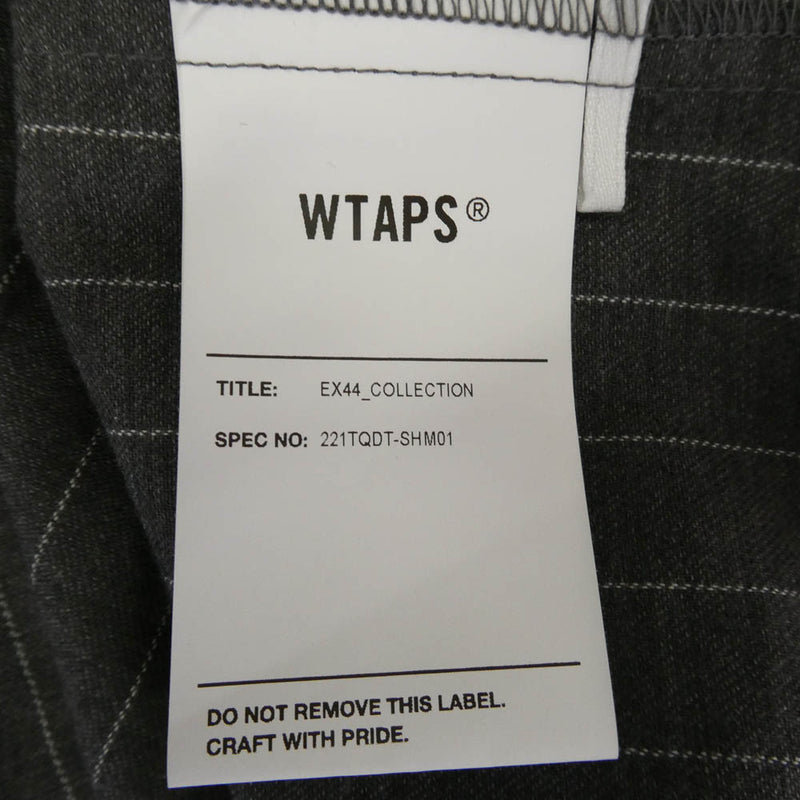 WTAPS®
TITLE: EX44_COLLECTION
SPEC NO: 221TQDT-SHM01
DO NOT REMOVE THIS LABEL.
CRAFT WITH PRIDE.